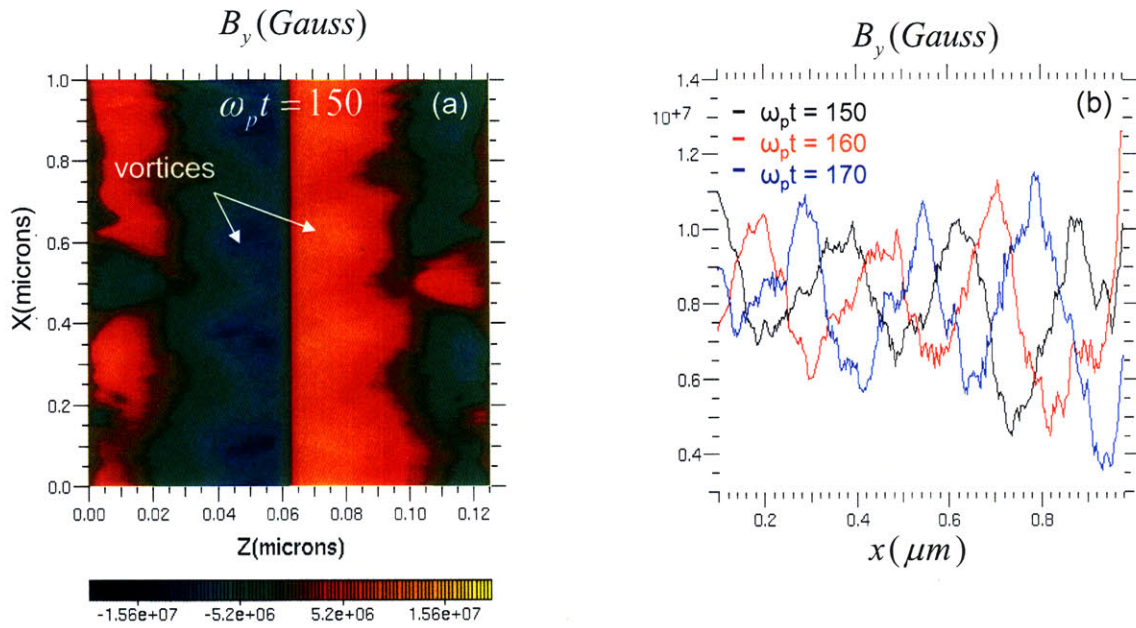 B_y (Gauss)
1.0
0.8
0.6
0.4
0.2
0.0
X(microns)
ω_p t = 150
(a)
vortices
0.00 0.02 0.04 0.06 0.08 0.10 0.12
Z(microns)
-1.56e+07 -5.2e+06 5.2e+06 1.56e+07
B_y (Gauss)
1.4
10+7
1.2
1.0
0.8
0.6
0.4
ω_pt = 150
ω_pt = 160
ω_pt = 170
(b)
0.2 0.4 0.6 0.8
x(μm)